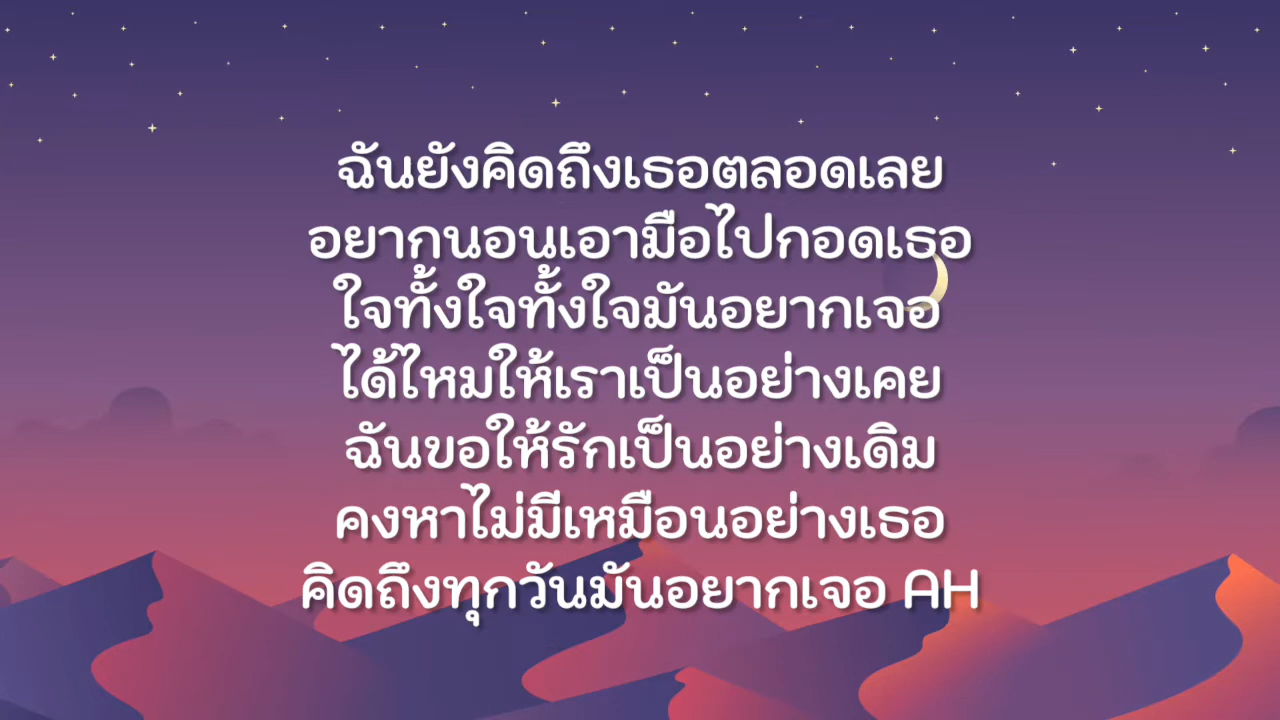 ฉันยังคิดถึงเธอตลอดเลย
อยากนอนเอามือไปกอดเธอ
ใจทั้งใจทั้งใจมันอยากเจอ
ได้ไหมให้เราเป็นอย่างเคย
ฉันขอให้รักเป็นอย่างเดิม
คงหาไม่มีเหมือนอย่างเธอ
คิดถึงทุกวันมันอยากเจอ AH